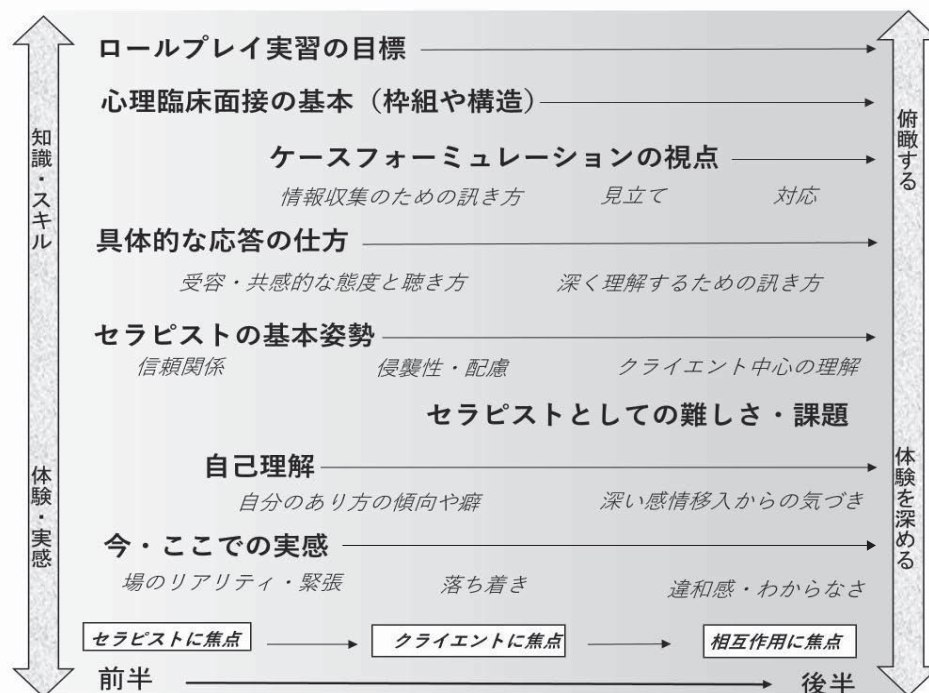 ロールプレイ実習の目標
心理臨床面接の基本（枠組や構造）
ケースフォーミュレーションの視点
情報収集のための訊き方 見立て 対応
具体的な応答の仕方
受容・共感的な態度と聴き方 深く理解するための訊き方
セラピストの基本姿勢
信頼関係 侵襲性・配慮 クライエント中心の理解
セラピストとしての難しさ・課題
自己理解
自分のあり方の傾向や癖 深い感情移入からの気づき
今・ここでの実感
場のリアリティ・緊張 落ち着き 違和感・わからなさ
セラピストに焦点 クライエントに焦点 相互作用に焦点
前半 後半
知識・スキル
体験・実感
俯瞰する
体験を深める